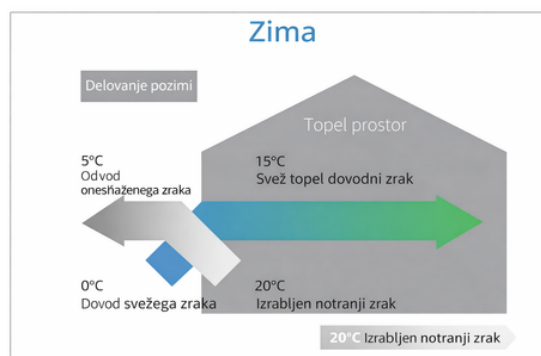 Zima
Delovanje pozimi
Topel prostor
5°C
Odvod
onesnaženega zraka
15°C
Svež topel dovodni zrak
0°C
Dovod svežega zraka
20°C
Izrabljen notranji zrak
20°C Izrabljen notranji zrak